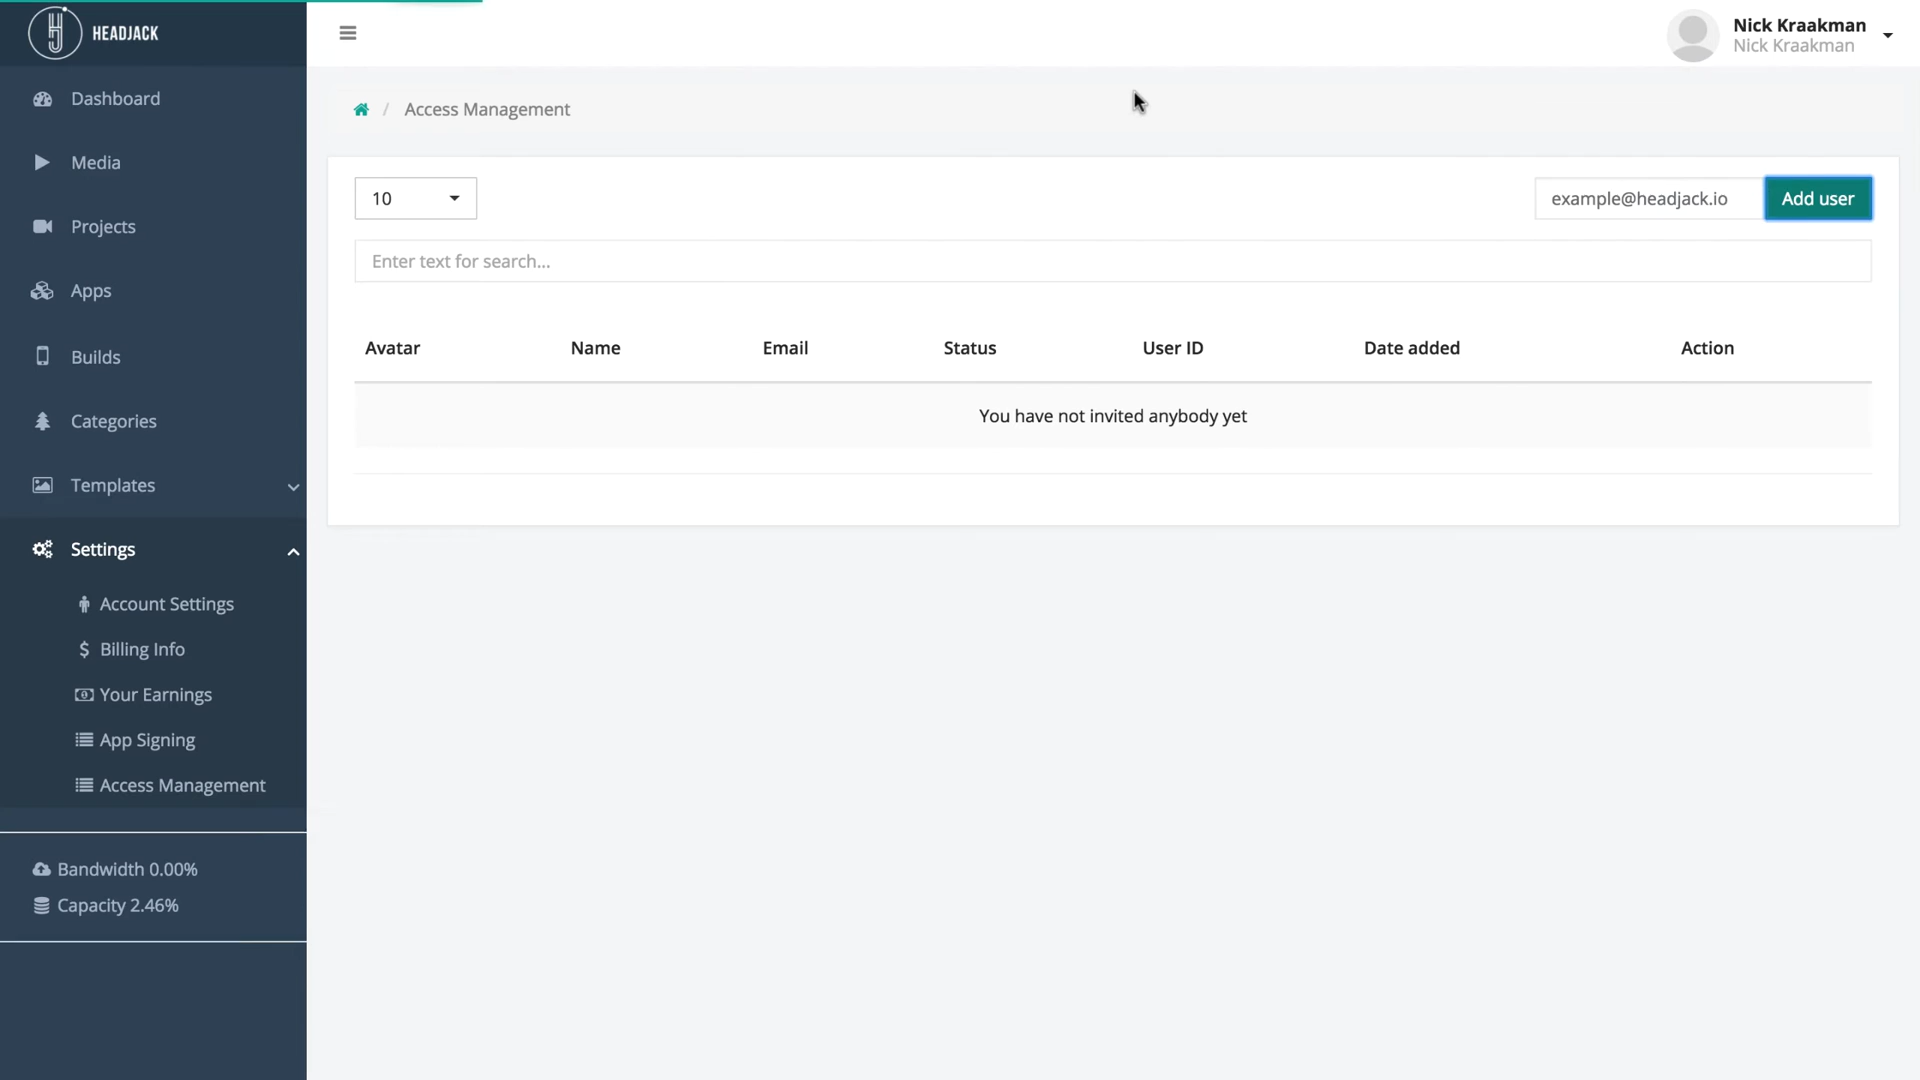 HEADJACK
Nick Kraakman
Nick Kraakman
Dashboard
Media
Projects
Apps
Builds
Categories
Templates
Settings
Account Settings
Billing Info
Your Earnings
App Signing
Access Management
Bandwidth 0.00%
Capacity 2.46%
/ Access Management
10
example@headjack.io
Add user
Enter text for search...
Avatar Name Email Status User ID Date added Action
You have not invited anybody yet